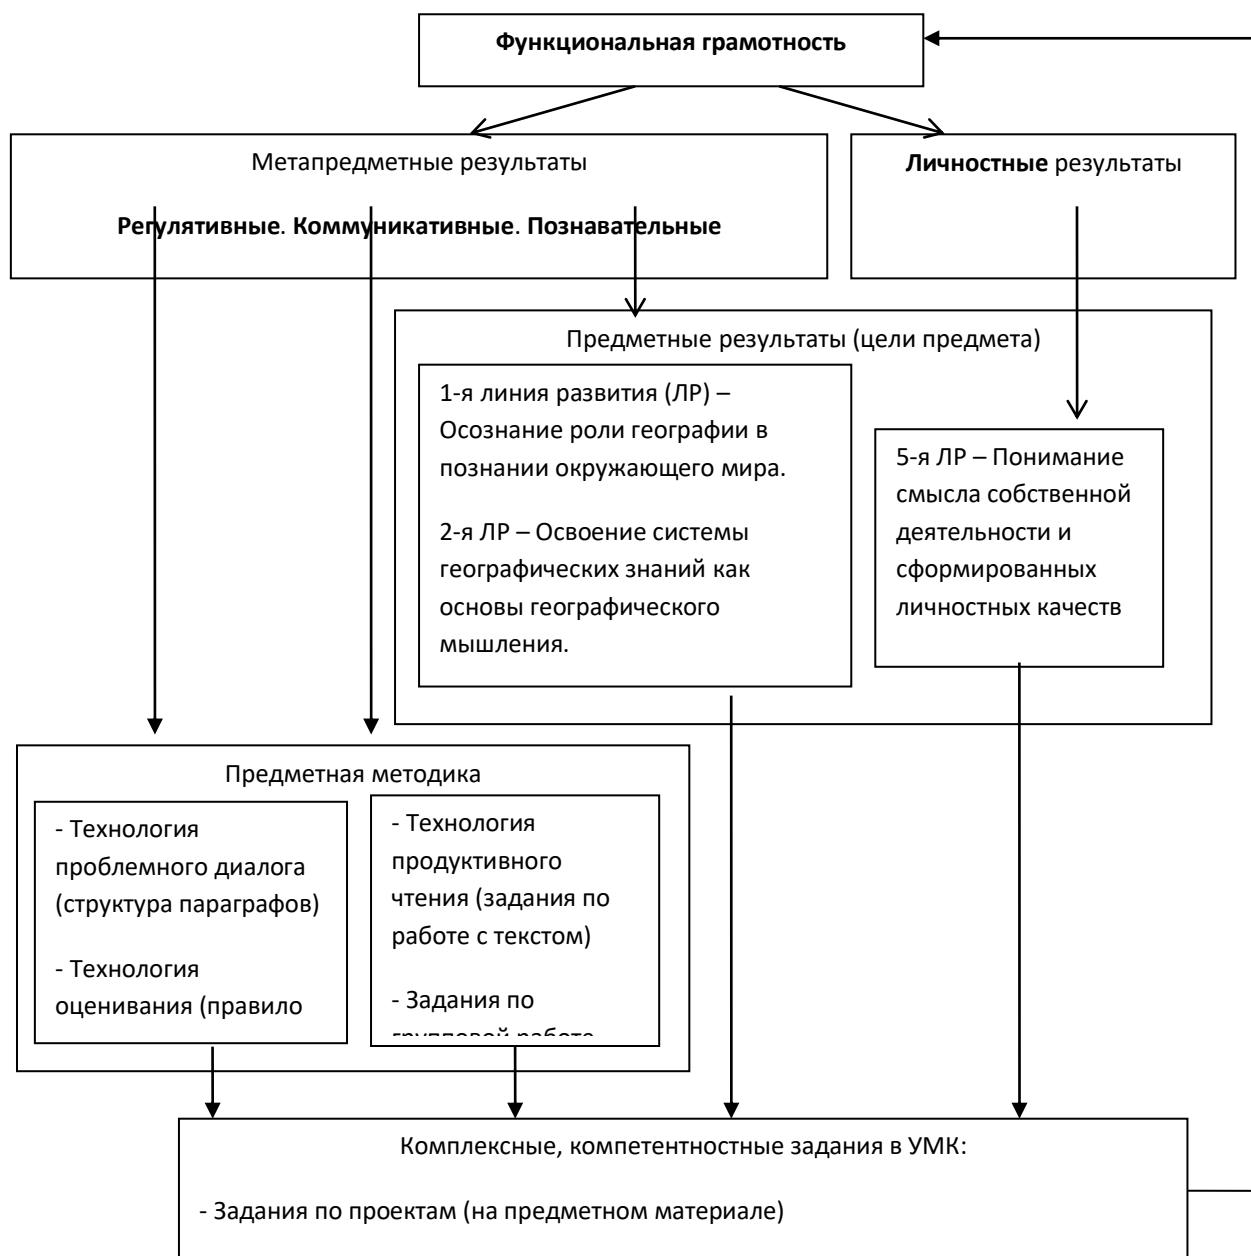 Функциональная грамотность
Метапредметные результаты
Регулятивные. Коммуникативные. Познавательные
Личностные результаты
Предметные результаты (цели предмета)
1-я линия развития (ЛР) –
Осознание роли географии в
познании окружающего мира.
2-я ЛР – Освоение системы
географических знаний как
основы географического
мышления.
5-я ЛР – Понимание
смысла собственной
деятельности и
сформированных
личностных качеств
Предметная методика
- Технология
проблемного диалога
(структура параграфов)
- Технология
оценивания (правило
- Технология
продуктивного
чтения (задания по
работе с текстом)
- Задания по
групповой работе
Комплексные, компетентностные задания в УМК:
- Задания по проектам (на предметном материале)